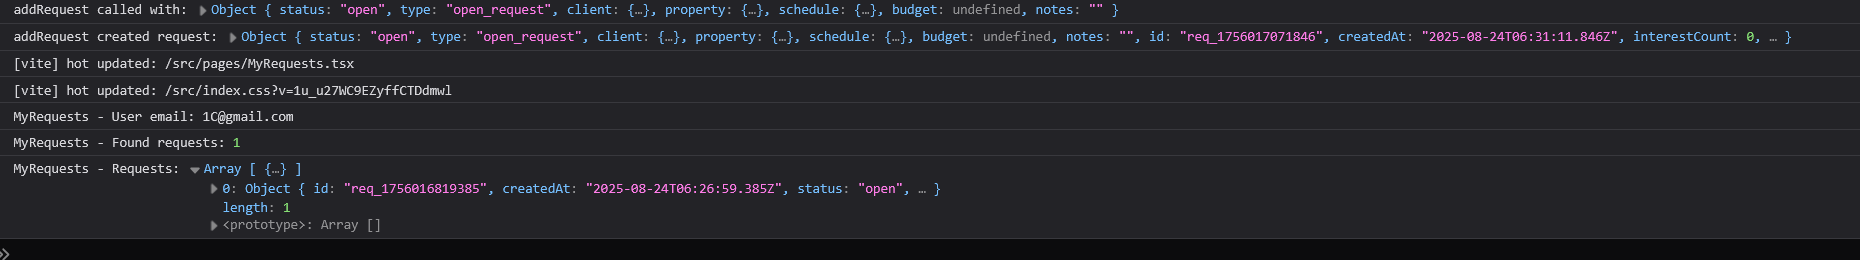 addRequest called with: Object { status: "open", type: "open_request", client: {…}, property: {…}, schedule: {…}, budget: undefined, notes: "" }
addRequest created request: Object { status: "open", type: "open_request", client: {…}, property: {…}, schedule: {…}, budget: undefined, notes: "", id: "req_1756017071846", createdAt: "2025-08-24T06:31:11.846Z", interestCount: 0, … }
[vite] hot updated: /src/pages/MyRequests.tsx
[vite] hot updated: /src/index.css?v=1u_u27WC9EZyffCTDdmwl
MyRequests - User email: 1C@gmail.com
MyRequests - Found requests: 1
MyRequests - Requests: Array [ {…} ]
0: Object { id: "req_1756016819385", createdAt: "2025-08-24T06:26:59.385Z", status: "open", … }
length: 1
<prototype>: Array []